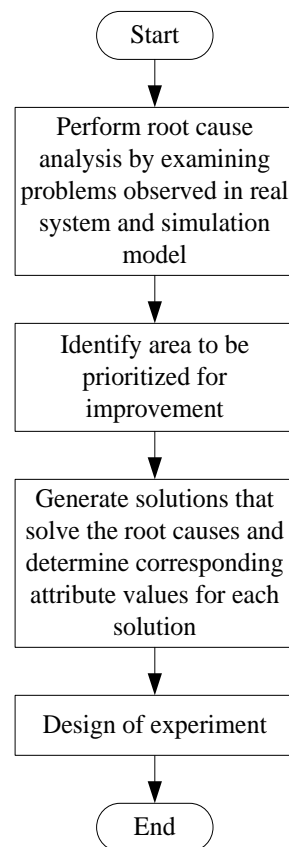 Start
Perform root cause
analysis by examining
problems observed in real
system and simulation
model
Identify area to be
prioritized for
improvement
Generate solutions that
solve the root causes and
determine corresponding
attribute values for each
solution
Design of experiment
End